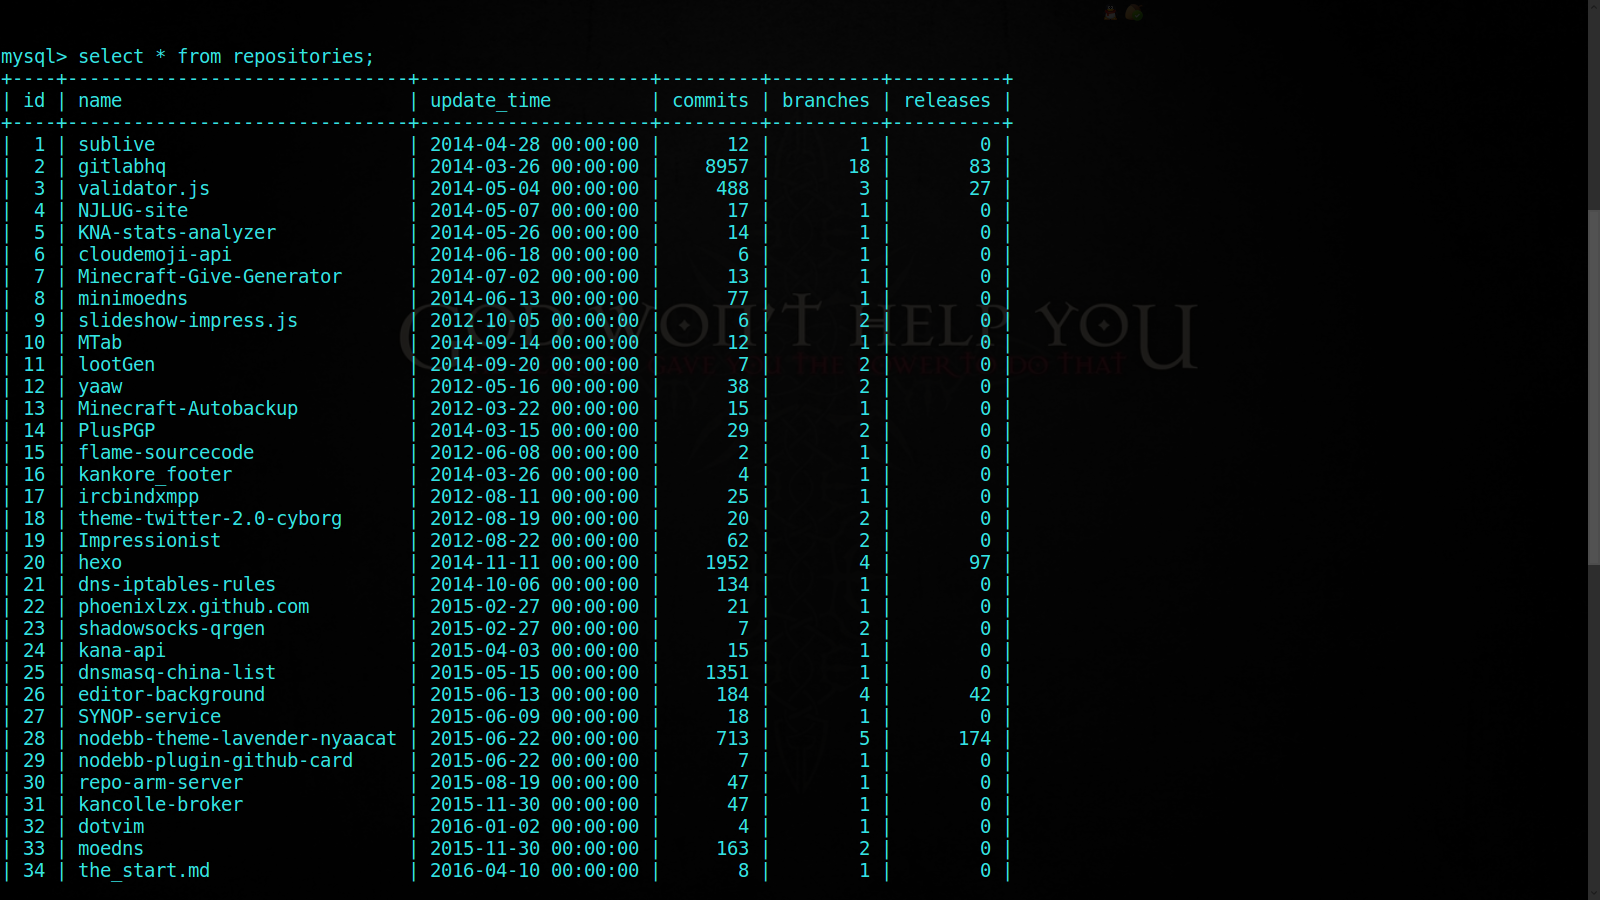 mysql> select * from repositories;
+----+-------------------------------+---------------------+---------+----------+----------+
| id | name                          | update_time         | commits | branches | releases |
+----+-------------------------------+---------------------+---------+----------+----------+
|  1 | sublive                       | 2014-04-28 00:00:00 |      12 |        1 |        0 |
|  2 | gitlabhq                      | 2014-03-26 00:00:00 |    8957 |       18 |       83 |
|  3 | validator.js                  | 2014-05-04 00:00:00 |     488 |        3 |       27 |
|  4 | NJLUG-site                    | 2014-05-07 00:00:00 |      17 |        1 |        0 |
|  5 | KNA-stats-analyzer            | 2014-05-26 00:00:00 |      14 |        1 |        0 |
|  6 | cloudemoji-api                | 2014-06-18 00:00:00 |       6 |        1 |        0 |
|  7 | Minecraft-Give-Generator      | 2014-07-02 00:00:00 |      13 |        1 |        0 |
|  8 | minimoedns                    | 2014-06-13 00:00:00 |      77 |        1 |        0 |
|  9 | slideshow-impress.js          | 2012-10-05 00:00:00 |       6 |        2 |        0 |
| 10 | MTab                          | 2014-09-14 00:00:00 |      12 |        1 |        0 |
| 11 | lootGen                       | 2014-09-20 00:00:00 |       7 |        2 |        0 |
| 12 | yaaw                          | 2012-05-16 00:00:00 |      38 |        2 |        0 |
| 13 | Minecraft-Autobackup          | 2012-03-22 00:00:00 |      15 |        1 |        0 |
| 14 | PlusPGP                       | 2014-03-15 00:00:00 |      29 |        2 |        0 |
| 15 | flame-sourcecode              | 2012-06-08 00:00:00 |       2 |        1 |        0 |
| 16 | kankore_footer                | 2014-03-26 00:00:00 |       4 |        1 |        0 |
| 17 | ircbindxmpp                   | 2012-08-11 00:00:00 |      25 |        1 |        0 |
| 18 | theme-twitter-2.0-cyborg      | 2012-08-19 00:00:00 |      20 |        2 |        0 |
| 19 | Impressionist                 | 2012-08-22 00:00:00 |      62 |        2 |        0 |
| 20 | hexo                          | 2014-11-11 00:00:00 |    1952 |        4 |       97 |
| 21 | dns-iptables-rules            | 2014-10-06 00:00:00 |     134 |        1 |        0 |
| 22 | phoenixlzx.github.com         | 2015-02-27 00:00:00 |      21 |        1 |        0 |
| 23 | shadowsocks-qrgen             | 2015-02-27 00:00:00 |       7 |        2 |        0 |
| 24 | kana-api                      | 2015-04-03 00:00:00 |      15 |        1 |        0 |
| 25 | dnsmasq-china-list            | 2015-05-15 00:00:00 |    1351 |        1 |        0 |
| 26 | editor-background             | 2015-06-13 00:00:00 |     184 |        4 |       42 |
| 27 | SYNOP-service                 | 2015-06-09 00:00:00 |      18 |        1 |        0 |
| 28 | nodebb-theme-lavender-nyaacat | 2015-06-22 00:00:00 |     713 |        5 |      174 |
| 29 | nodebb-plugin-github-card     | 2015-06-22 00:00:00 |       7 |        1 |        0 |
| 30 | repo-arm-server               | 2015-08-19 00:00:00 |      47 |        1 |        0 |
| 31 | kancolle-broker               | 2015-11-30 00:00:00 |      47 |        1 |        0 |
| 32 | dotvim                        | 2016-01-02 00:00:00 |       4 |        1 |        0 |
| 33 | moedns                        | 2015-11-30 00:00:00 |     163 |        2 |        0 |
| 34 | the_start.md                  | 2016-04-10 00:00:00 |       8 |        1 |        0 |
GOD WON'T HELP YOU
GAVE YOU THE POWER TO DO THAT